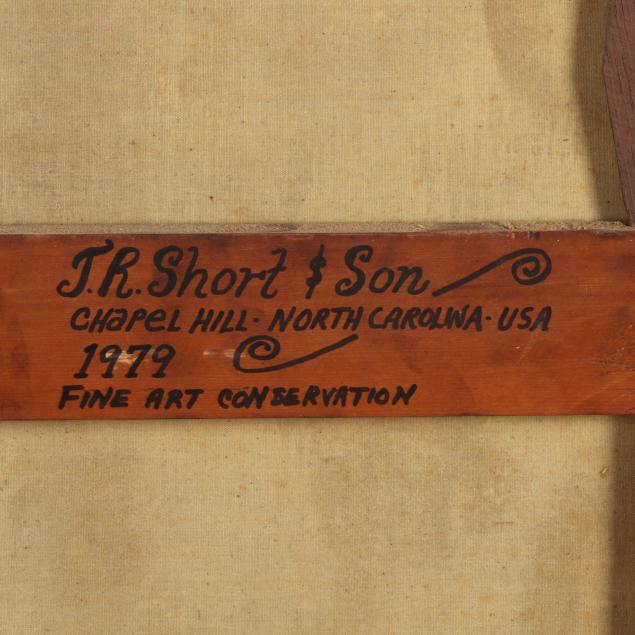 J.R. Short & Son
CHAPEL HILL · NORTH CAROLINA · USA
1979
FINE ART CONSERVATION